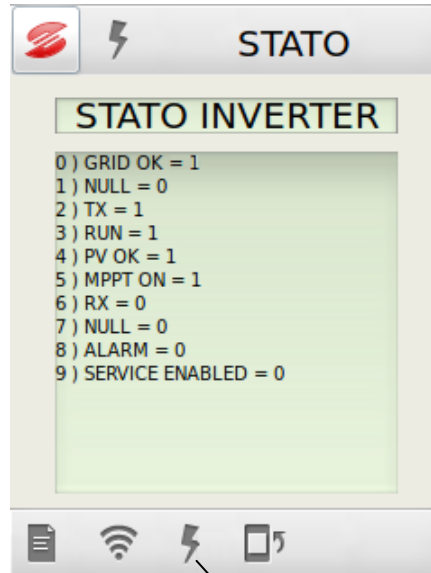 STATO
STATO INVERTER
0 ) GRID OK = 1
1 ) NULL = 0
2 ) TX = 1
3 ) RUN = 1
4 ) PV OK = 1
5 ) MPPT ON = 1
6 ) RX = 0
7 ) NULL = 0
8 ) ALARM = 0
9 ) SERVICE ENABLED = 0